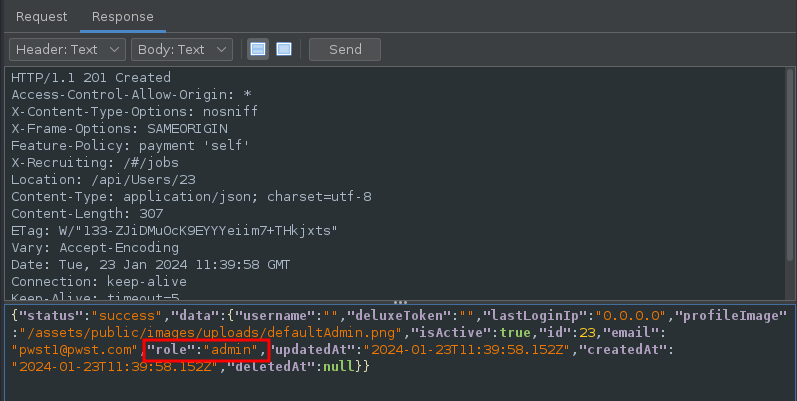 Request Response
Header: Text Body: Text Send
HTTP/1.1 201 Created
Access-Control-Allow-Origin: *
X-Content-Type-Options: nosniff
X-Frame-Options: SAMEORIGIN
Feature-Policy: payment 'self'
X-Recruiting: /#/jobs
Location: /api/Users/23
Content-Type: application/json; charset=utf-8
Content-Length: 307
ETag: W/"133-ZJiDMuOcK9EYYYeiim7+THkjxts"
Vary: Accept-Encoding
Date: Tue, 23 Jan 2024 11:39:58 GMT
Connection: keep-alive
Keep-Alive: timeout=5
{"status":"success","data":{"username":"","deluxeToken":"","lastLoginIp":"0.0.0.0","profileImage"
:"/assets/public/images/uploads/defaultAdmin.png","isActive":true,"id":23,"email":
"pwst1@pwst.com","role":"admin","updatedAt":"2024-01-23T11:39:58.152Z","createdAt":
"2024-01-23T11:39:58.152Z","deletedAt":null}}